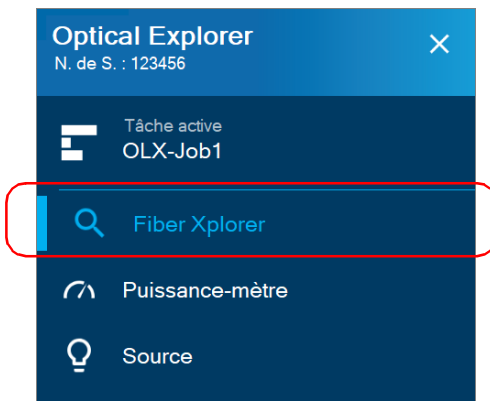 Optical Explorer
N. de S. : 123456
Tâche active
OLX-Job1
Fiber Xplorer
Puissance-mètre
Source